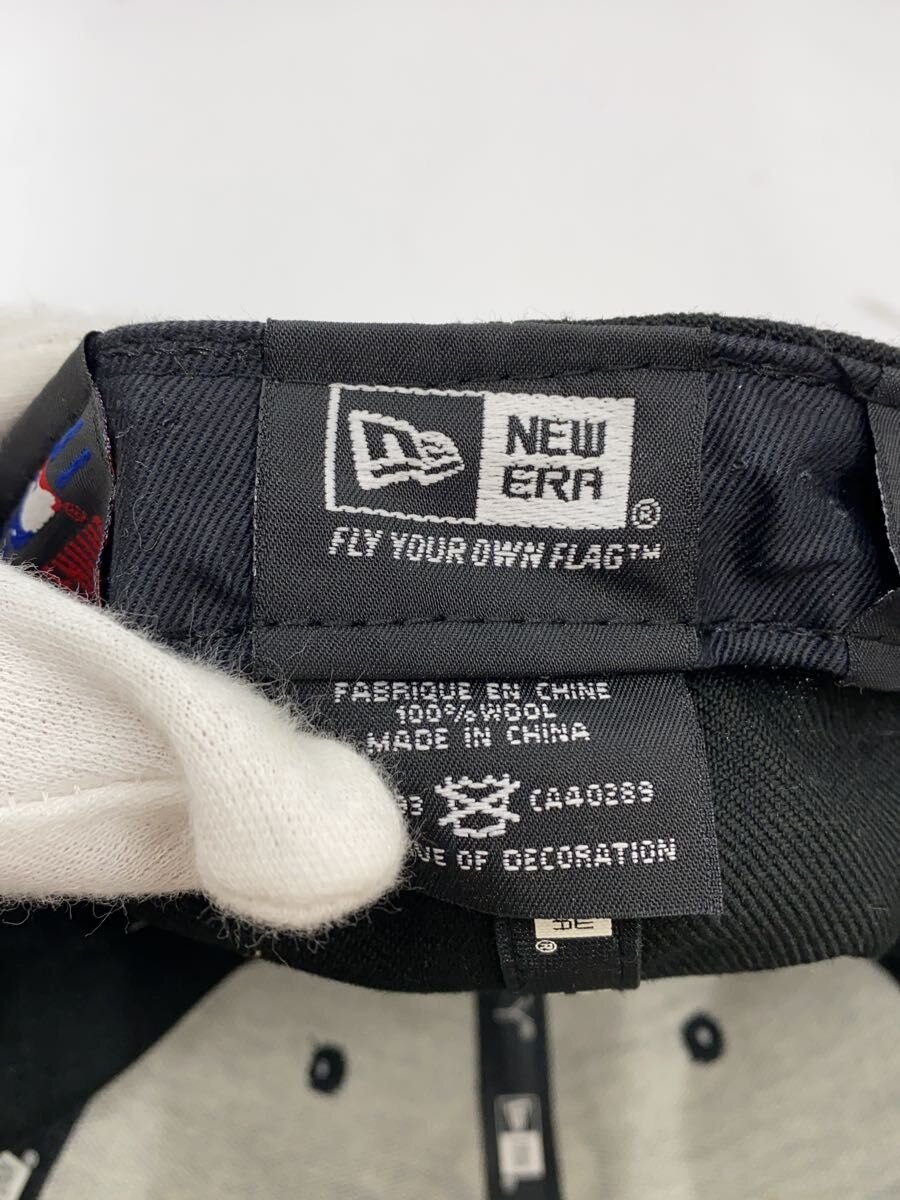 NEW
ERA
®
FLY YOUR OWN FLAG™
FABRIQUE EN CHINE
100% WOOL
MADE IN CHINA
CA40289
OF DECORATION
®